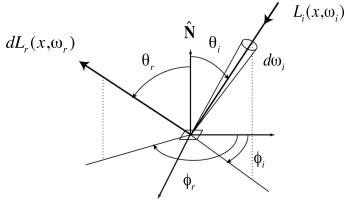 L_i(x,ω_i)
dL_r(x,ω_r)
N̂
θ_r
θ_i
dω_i
ϕ_i
ϕ_r